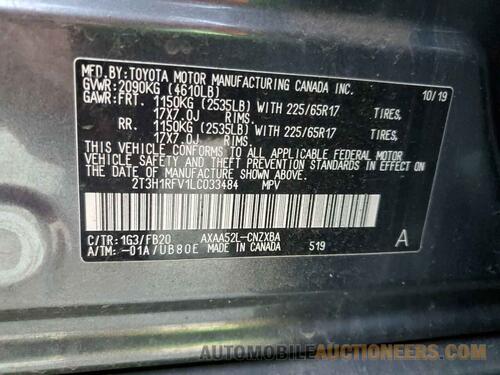 MFD.BY:TOYOTA MOTOR MANUFACTURING CANADA INC.
GVWR:2090KG (4610LB) 10/19
GAWR:FRT. 1150KG (2535LB) WITH 225/65R17 TIRES,
17X7.0J RIMS.
RR. 1150KG (2535LB) WITH 225/65R17 TIRES,
17X7.0J RIMS.
THIS VEHICLE CONFORMS TO ALL APPLICABLE FEDERAL MOTOR
VEHICLE SAFETY AND THEFT PREVENTION STANDARDS IN EFFECT ON
THE DATE OF MANUFACTURE SHOWN ABOVE.
2T3H1RFV1LC033484 MPV
C/TR:1G3/FB20 AXAA52L-CNZXBA A
A/TM:-01A/UB80E MADE IN CANADA 519
AUTOMOBILEAUCTIONHISTORY.COM